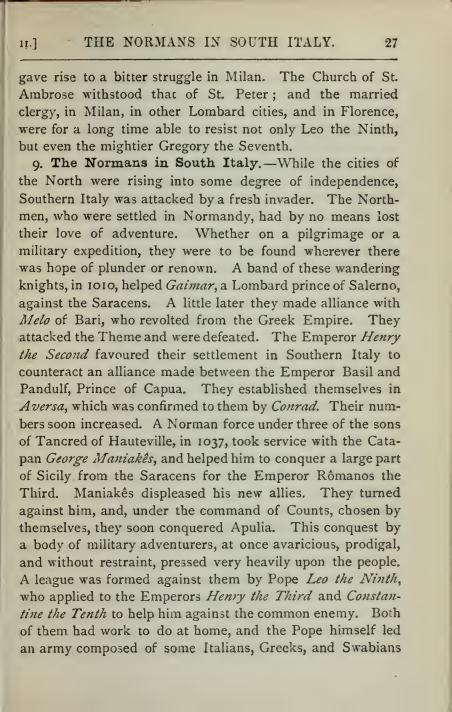 II.] THE NORMANS IN SOUTH ITALY. 27
gave rise to a bitter struggle in Milan. The Church of St.
Ambrose withstood that of St. Peter; and the married
clergy, in Milan, in other Lombard cities, and in Florence,
were for a long time able to resist not only Leo the Ninth,
but even the mightier Gregory the Seventh.
9. The Normans in South Italy.—While the cities of
the North were rising into some degree of independence,
Southern Italy was attacked by a fresh invader. The North-
men, who were settled in Normandy, had by no means lost
their love of adventure. Whether on a pilgrimage or a
military expedition, they were to be found wherever there
was hope of plunder or renown. A band of these wandering
knights, in 1010, helped Gaimar, a Lombard prince of Salerno,
against the Saracens. A little later they made alliance with
Melo of Bari, who revolted from the Greek Empire. They
attacked the Theme and were defeated. The Emperor Henry
the Second favoured their settlement in Southern Italy to
counteract an alliance made between the Emperor Basil and
Pandulf, Prince of Capua. They established themselves in
Aversa, which was confirmed to them by Conrad. Their num-
bers soon increased. A Norman force under three of the sons
of Tancred of Hauteville, in 1037, took service with the Cata-
pan George Maniakês, and helped him to conquer a large part
of Sicily from the Saracens for the Emperor Rômanos the
Third. Maniakês displeased his new allies. They turned
against him, and, under the command of Counts, chosen by
themselves, they soon conquered Apulia. This conquest by
a body of military adventurers, at once avaricious, prodigal,
and without restraint, pressed very heavily upon the people.
A league was formed against them by Pope Leo the Ninth,
who applied to the Emperors Henry the Third and Constan-
tine the Tenth to help him against the common enemy. Both
of them had work to do at home, and the Pope himself led
an army composed of some Italians, Greeks, and Swabians